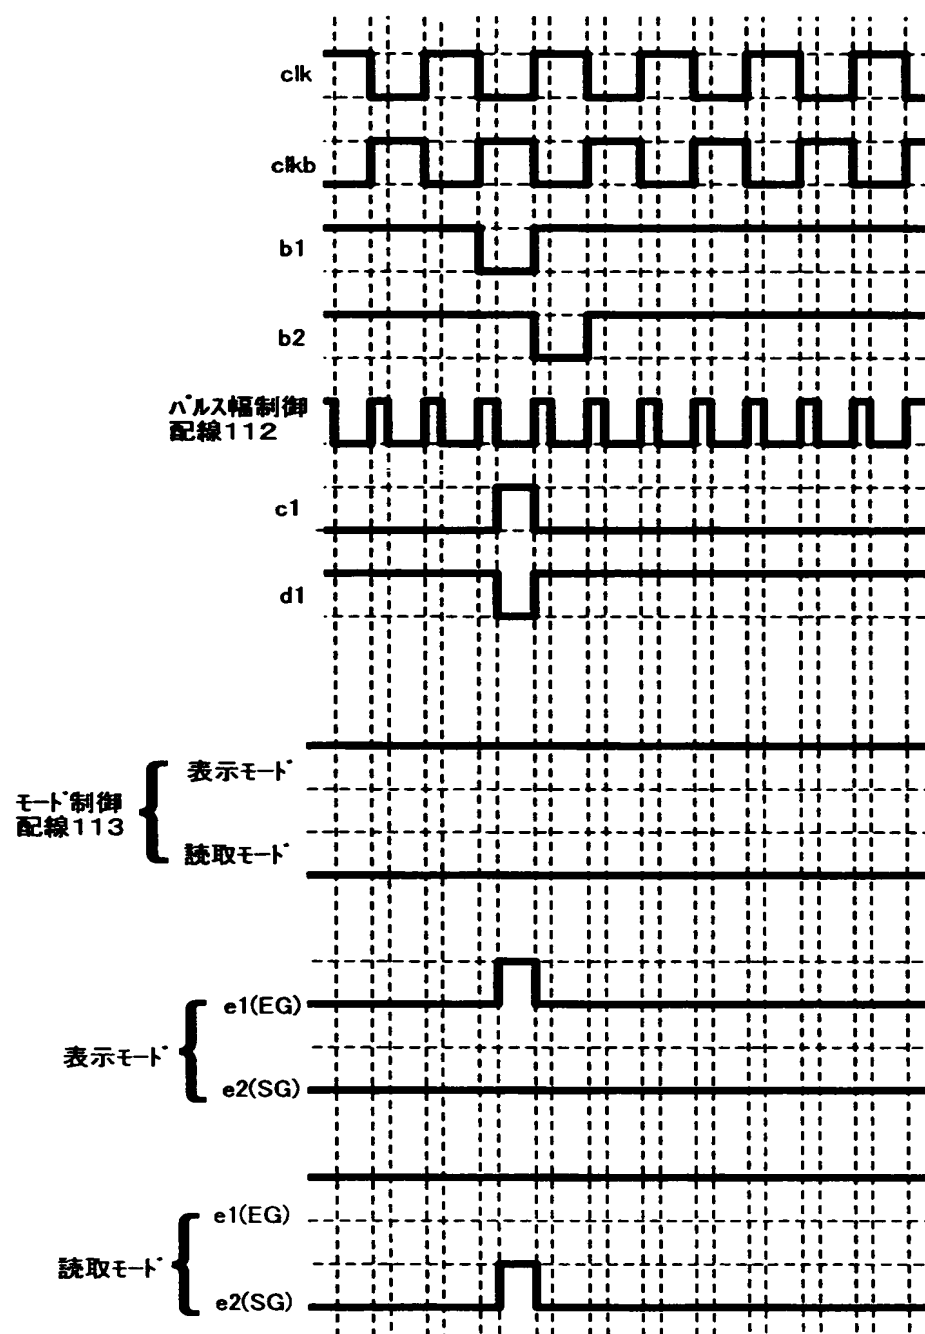 clk
clkb
b1
b2
パルス幅制御
配線112
c1
d1
表示モード
モード制御
配線113
読取モード
e1(EG)
表示モード
e2(SG)
e1(EG)
読取モード
e2(SG)